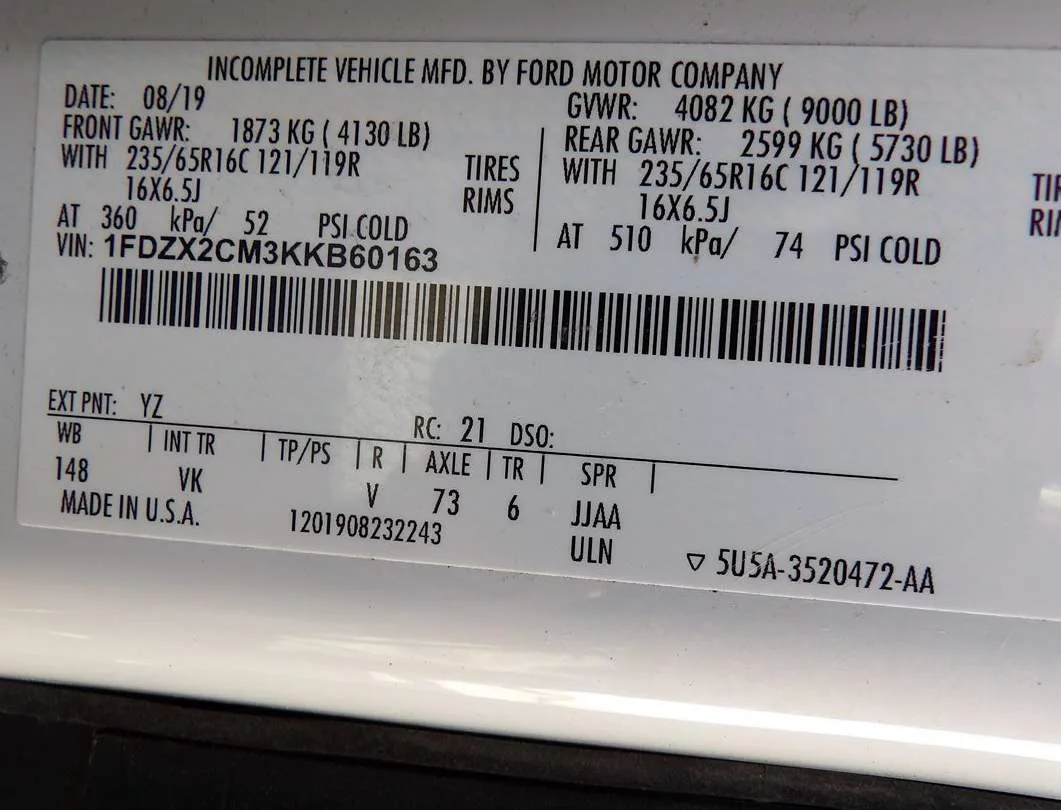 INCOMPLETE VEHICLE MFD. BY FORD MOTOR COMPANY
DATE: 08/19 GVWR: 4082 KG ( 9000 LB)
FRONT GAWR: 1873 KG ( 4130 LB) REAR GAWR: 2599 KG ( 5730 LB)
WITH 235/65R16C 121/119R TIRES WITH 235/65R16C 121/119R
16X6.5J RIMS 16X6.5J
AT 360 kPa/ 52 PSI COLD AT 510 kPa/ 74 PSI COLD
VIN: 1FDZX2CM3KKB60163
EXT PNT: YZ RC: 21 DSO:
WB INT TR TP/PS R AXLE TR SPR
148 VK V 73 6 JJAA
MADE IN U.S.A. 1201908232243 ULN 5U5A-3520472-AA